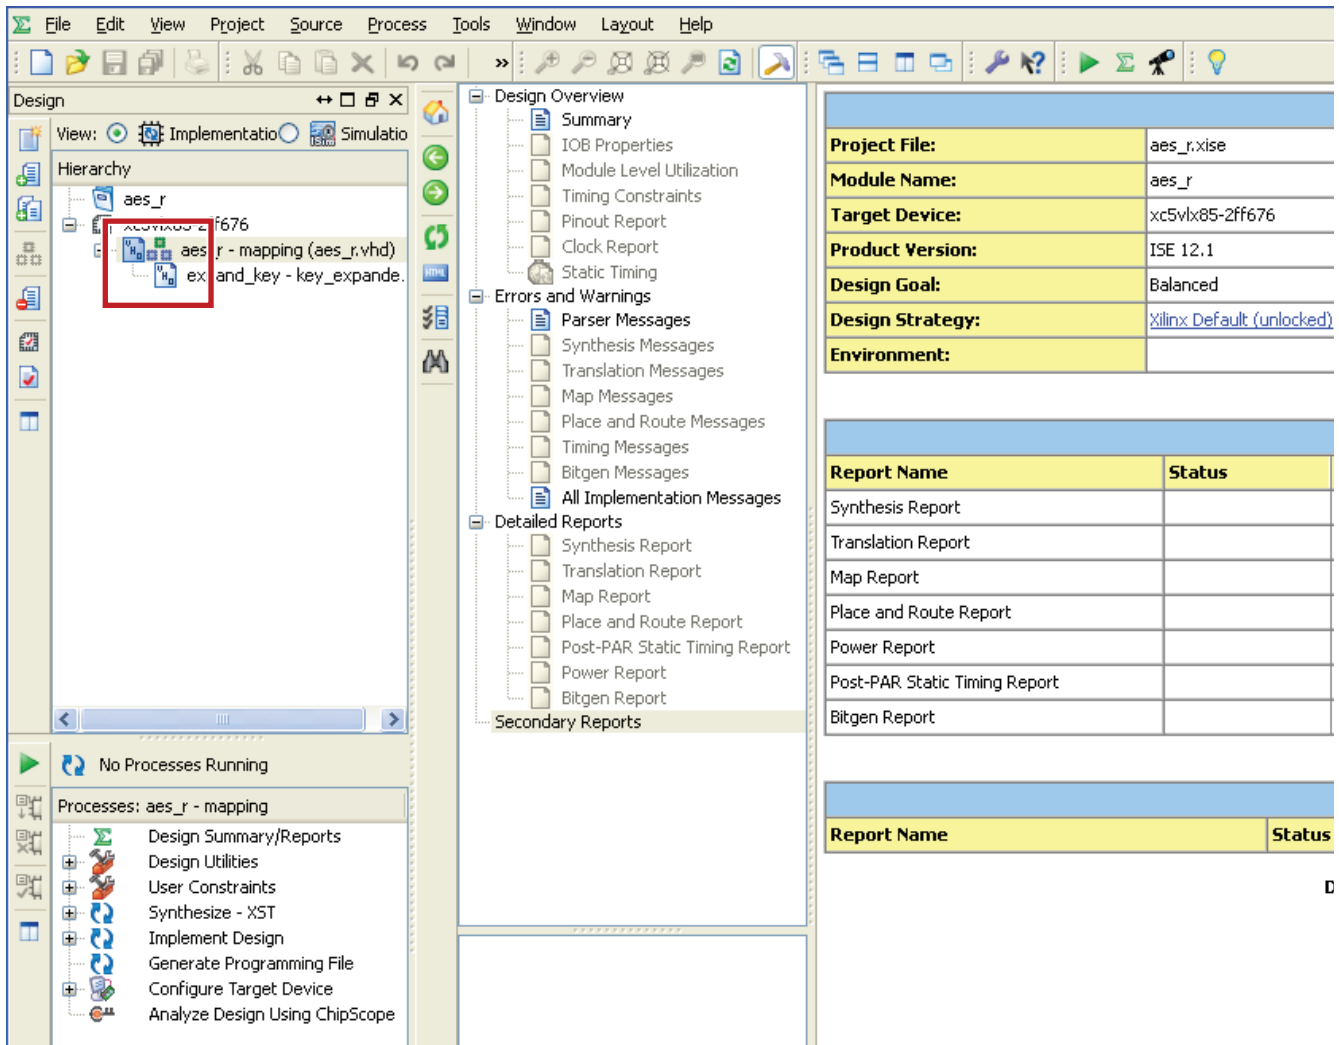 File Edit View Project Source Process Tools Window Layout Help
Design
View: Implementatio Simulatio
Hierarchy
aes_r
xc5vlx85-2ff676
aes_r - mapping (aes_r.vhd)
expand_key - key_expande.
No Processes Running
Processes: aes_r - mapping
Design Summary/Reports
Design Utilities
User Constraints
Synthesize - XST
Implement Design
Generate Programming File
Configure Target Device
Analyze Design Using ChipScope
Design Overview
Summary
IOB Properties
Module Level Utilization
Timing Constraints
Pinout Report
Clock Report
Static Timing
Errors and Warnings
Parser Messages
Synthesis Messages
Translation Messages
Map Messages
Place and Route Messages
Timing Messages
Bitgen Messages
All Implementation Messages
Detailed Reports
Synthesis Report
Translation Report
Map Report
Place and Route Report
Post-PAR Static Timing Report
Power Report
Bitgen Report
Secondary Reports
Project File: aes_r.xise
Module Name: aes_r
Target Device: xc5vlx85-2ff676
Product Version: ISE 12.1
Design Goal: Balanced
Design Strategy: Xilinx Default (unlocked)
Environment:
Report Name Status
Synthesis Report
Translation Report
Map Report
Place and Route Report
Power Report
Post-PAR Static Timing Report
Bitgen Report
Report Name Status
D